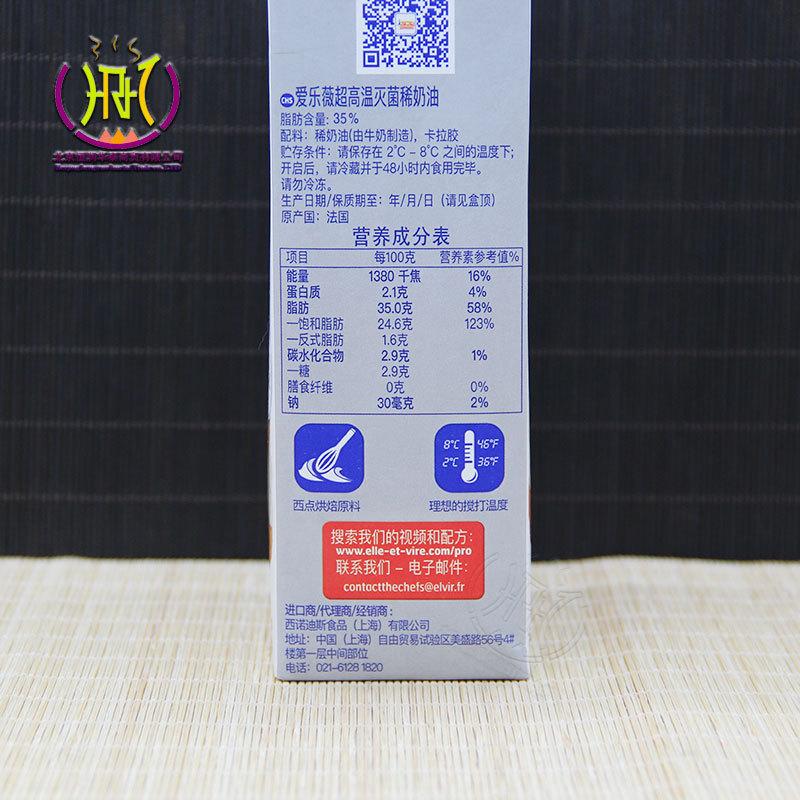 CHS 爱乐薇超高温灭菌稀奶油
脂肪含量: 35%
配料：稀奶油(由牛奶制造)，卡拉胶
贮存条件：请保存在 2°C - 8°C 之间的温度下;
开启后，请冷藏并于48小时内食用完毕。
请勿冷冻。
生产日期/保质期至：年/月/日（请见盒顶）
原产国：法国
营养成分表
项目 每100克 营养素参考值%
能量 1380 千焦 16%
蛋白质 2.1克 4%
脂肪 35.0克 58%
—饱和脂肪 24.6克 123%
—反式脂肪 1.6克
碳水化合物 2.9克 1%
—糖 2.9克
膳食纤维 0克 0%
钠 30毫克 2%
8°C 46°F
2°C 36°F
西点烘焙原料 理想的搅打温度
搜索我们的视频和配方:
www.elle-et-vire.com/pro
联系我们 - 电子邮件:
contactthechefs@elvir.fr
进口商/代理商/经销商：
西诺迪斯食品（上海）有限公司
地址：中国（上海）自由贸易试验区美盛路56号4#
楼第一层中间部位
电话：021-6128 1820